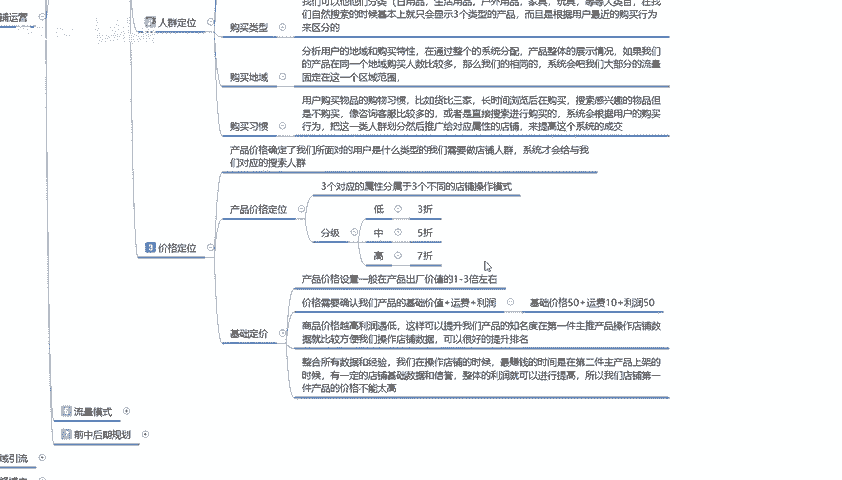 我们可以把他们分类（日用品，生活用品，户外用品，家具，玩具，等等大类目，在我
们自然搜索的时候基本上就只会显示3个类型的产品，而且是根据用户最近的购买行为
来区分的
铺运营
人群定位
购买类型
分析用户的地域和购买特性，在通过整个的系统分配，产品整体的展示情况，如果我们
的产品在同一个地域购买人数比较多，那么我们的相同的，系统会吧我们大部分的流量
固定在这一个区域范围，
购买地域
用户购买物品的购物习惯，比如货比三家，长时间浏览后在购买，搜索感兴趣的物品但
是不购买，像咨询客服比较多的，或者是直接搜索进行购买的，系统会根据用户的购买
行为，把这一类人群划分然后推广给对应属性的店铺，来提高这个系统的成交
购买习惯
产品价格确定了我们所面对的用户是什么类型的我们需要做店铺人群，系统才会给与我
们对应的搜索人群
3个对应的属性分属于3个不同的店铺操作模式
产品价格定位
低 3折
分级 中 5折
高 7折
价格定位
产品价格设置一般在产品出厂价值的1-3倍左右
价格需要确认我们产品的基础价值+运费+利润 基础价格50+运费10+利润50
商品价格越高利润越低，这样可以提升我们产品的知名度在第一件主推产品操作店铺数
据就比较方便我们操作店铺数据，可以很好的提升排名
基础定价
整合所有数据和经验，我们在操作店铺的时候，最赚钱的时间是在第二件主产品上架的
时候，有一定的店铺基础数据和信誉，整体的利润就可以进行提高，所以我们店铺第一
件产品的价格不能太高
流量模式
前中后期规划
域引流